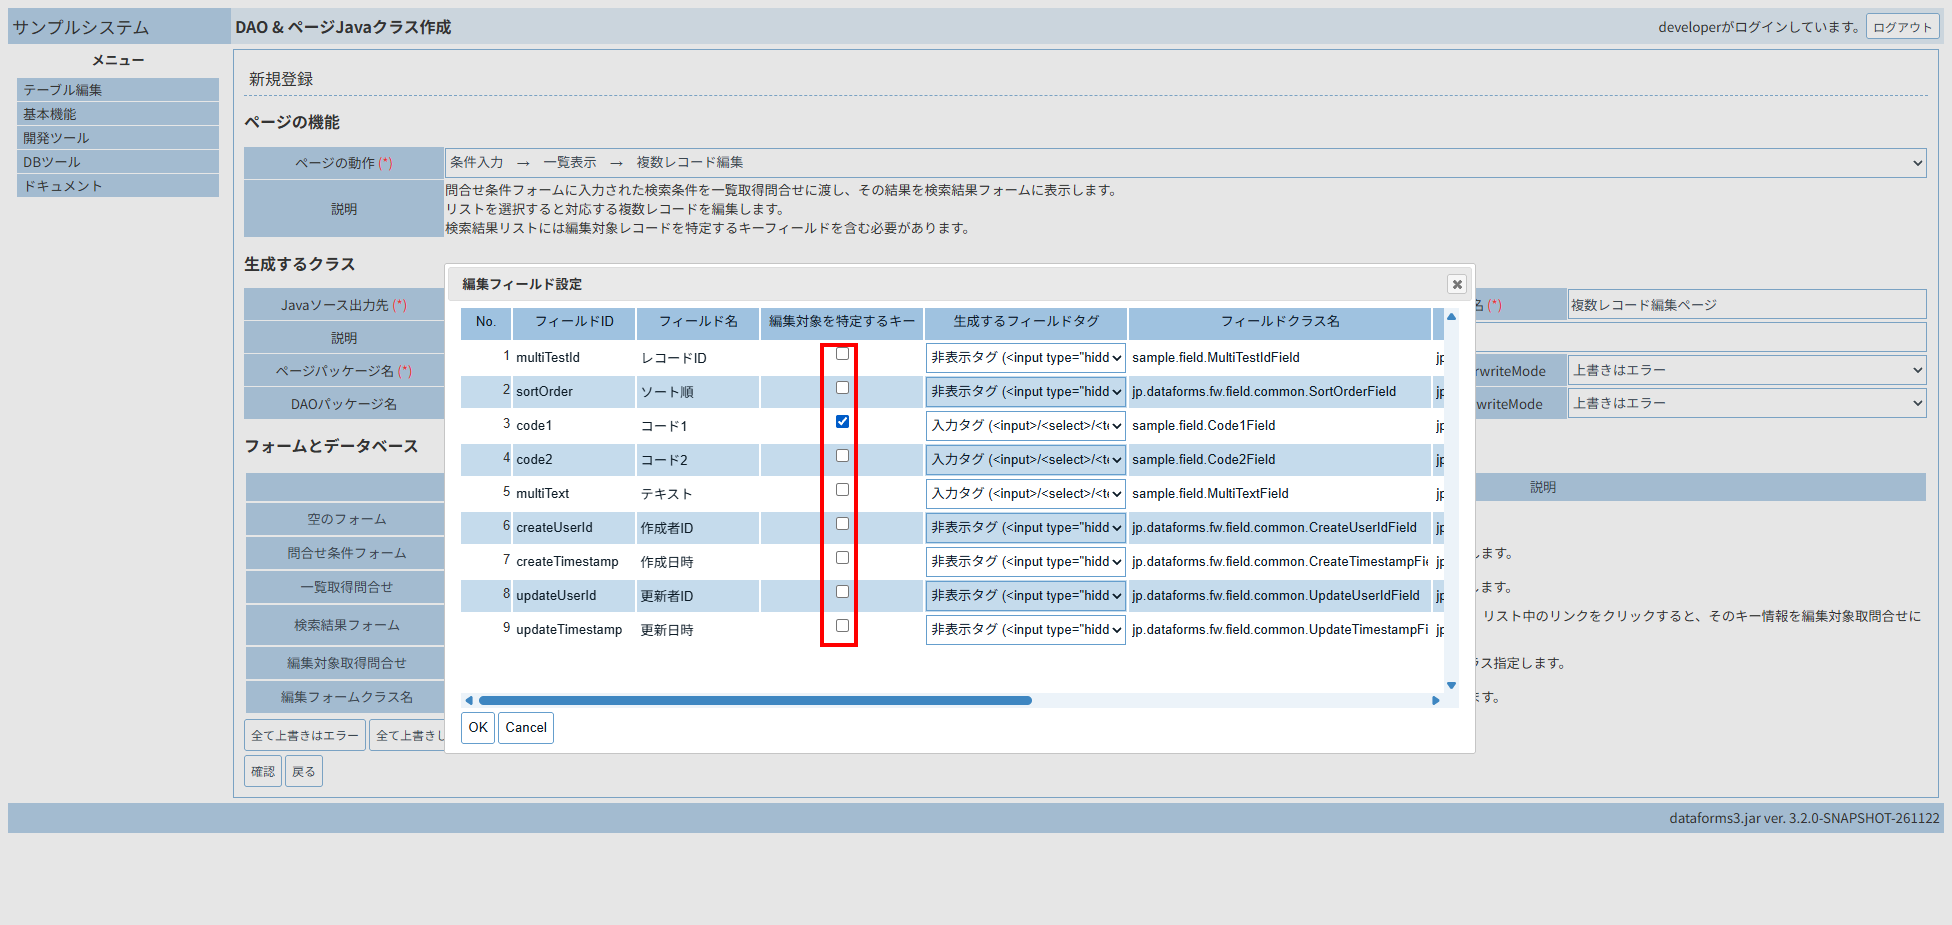 サンプルシステム
DAO & ページJavaクラス作成
developerがログインしています。 ログアウト
メニュー
テーブル編集
基本機能
開発ツール
DBツール
ドキュメント
新規登録
ページの機能
ページの動作 (*) 条件入力 → 一覧表示 → 複数レコード編集
説明
問合せ条件フォームに入力された検索条件を一覧取得問合せに渡し、その結果を検索結果フォームに表示します。
リストを選択すると対応する複数レコードを編集します。
検索結果リストには編集対象レコードを特定するキーフィールドを含む必要があります。
生成するクラス
Javaソース出力先 (*)
名 (*) 複数レコード編集ページ
説明
ページパッケージ名 (*)
rwriteMode 上書きはエラー
DAOパッケージ名
writeMode 上書きはエラー
フォームとデータベース
説明
空のフォーム
問合せ条件フォーム
します。
一覧取得問合せ
します。
検索結果フォーム
リスト中のリンクをクリックすると、そのキー情報を編集対象取問合せに
編集対象取得問合せ
ラス指定します。
編集フォームクラス名
ます。
全て上書きはエラー 全て上書きし
確認 戻る
編集フィールド設定
No. フィールドID フィールド名 編集対象を特定するキー 生成するフィールドタグ フィールドクラス名
1 multiTestId レコードID 非表示タグ (<input type="hidd sample.field.MultiTestIdField jp
2 sortOrder ソート順 非表示タグ (<input type="hidd jp.dataforms.fw.field.common.SortOrderField jp
3 code1 コード1 入力タグ (<input>/<select>/<te sample.field.Code1Field jp
4 code2 コード2 入力タグ (<input>/<select>/<te sample.field.Code2Field jp
5 multiText テキスト 入力タグ (<input>/<select>/<te sample.field.MultiTextField jp
6 createUserId 作成者ID 非表示タグ (<input type="hidd jp.dataforms.fw.field.common.CreateUserIdField jp
7 createTimestamp 作成日時 非表示タグ (<input type="hidd jp.dataforms.fw.field.common.CreateTimestampFie jp
8 updateUserId 更新者ID 非表示タグ (<input type="hidd jp.dataforms.fw.field.common.UpdateUserIdField jp
9 updateTimestamp 更新日時 非表示タグ (<input type="hidd jp.dataforms.fw.field.common.UpdateTimestampFi jp
OK Cancel
dataforms3.jar ver. 3.2.0-SNAPSHOT-261122